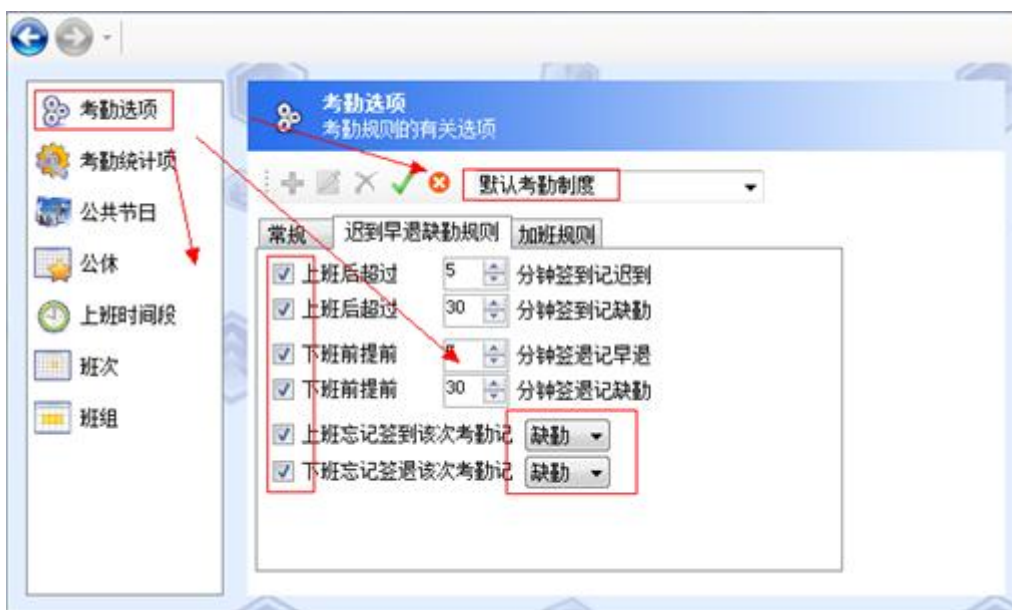 考勤选项
考勤统计项
公共节日
公休
上班时间段
班次
班组
考勤选项
考勤规则的有关选项
默认考勤制度
常规 迟到早退缺勤规则 加班规则
上班后超过 5 分钟签到记迟到
上班后超过 30 分钟签到记缺勤
下班前提前 分钟签退记早退
下班前提前 30 分钟签退记缺勤
上班忘记签到该次考勤记 缺勤
下班忘记签退该次考勤记 缺勤